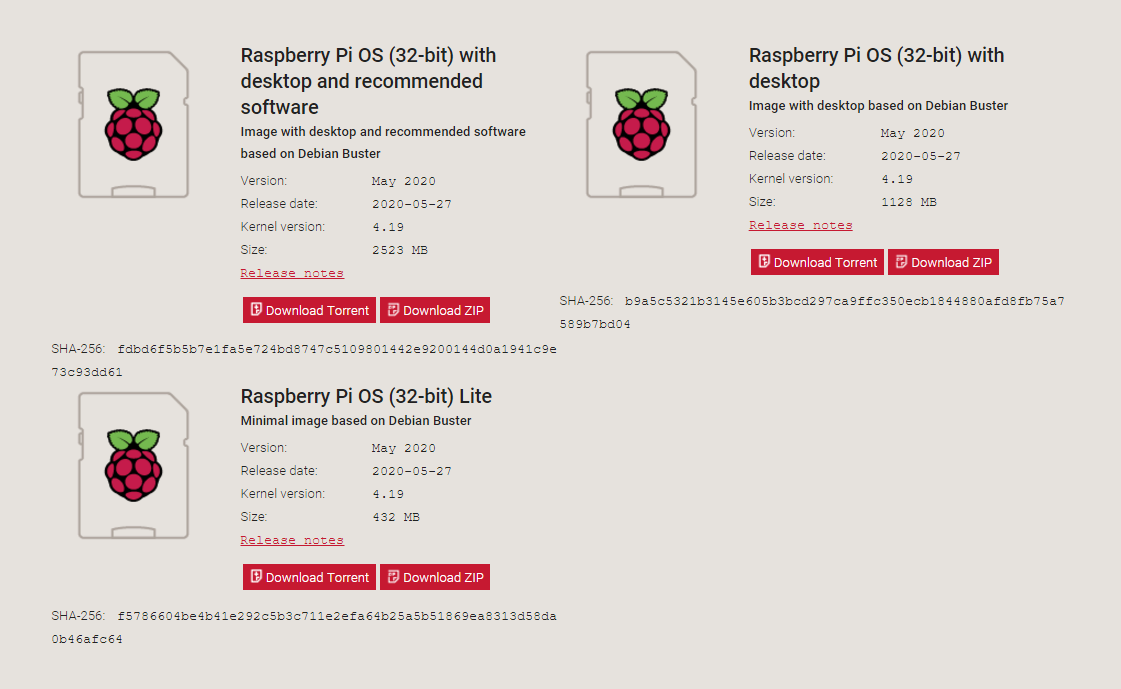 Raspberry Pi OS (32-bit) with
desktop and recommended
software
Image with desktop and recommended software
based on Debian Buster
Version: May 2020
Release date: 2020-05-27
Kernel version: 4.19
Size: 2523 MB
Release notes
Download Torrent Download ZIP
SHA-256: fdbd6f5b5b7e1fa5e724bd8747c5109801442e9200144d0a1941c9e
73c93dd61
Raspberry Pi OS (32-bit) with
desktop
Image with desktop based on Debian Buster
Version: May 2020
Release date: 2020-05-27
Kernel version: 4.19
Size: 1128 MB
Release notes
Download Torrent Download ZIP
SHA-256: b9a5c5321b3145e605b3bcd297ca9ffc350ecb1844880afd8fb75a7
589b7bd04
Raspberry Pi OS (32-bit) Lite
Minimal image based on Debian Buster
Version: May 2020
Release date: 2020-05-27
Kernel version: 4.19
Size: 432 MB
Release notes
Download Torrent Download ZIP
SHA-256: f5786604be4b41e292c5b3c711e2efa64b25a5b51869ea8313d58da
0b46afc64